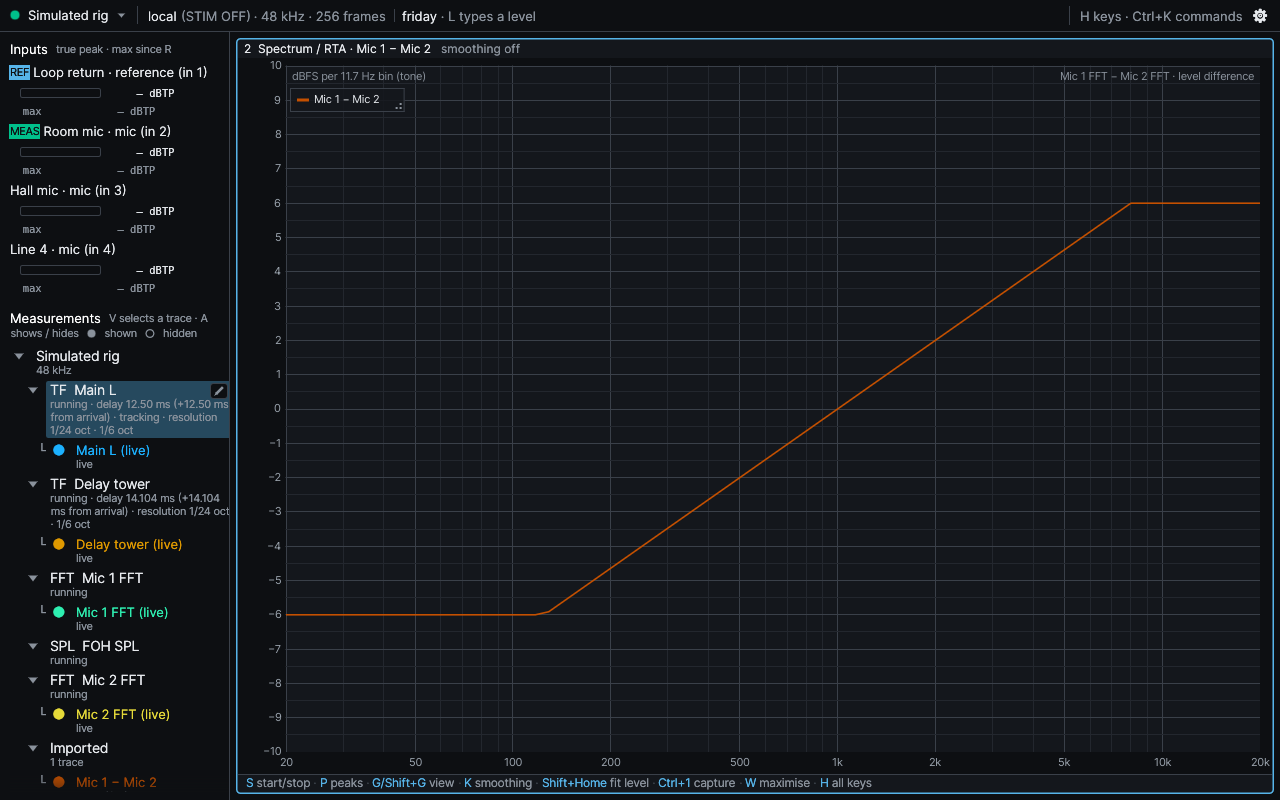 Simulated rig
local (STIM OFF) · 48 kHz · 256 frames
friday · L types a level
H keys · Ctrl+K commands
Inputs true peak · max since R
REF Loop return · reference (in 1)
– dBTP
max – dBTP
MEAS Room mic · mic (in 2)
– dBTP
max – dBTP
Hall mic · mic (in 3)
– dBTP
max – dBTP
Line 4 · mic (in 4)
– dBTP
max – dBTP
Measurements V selects a trace · A
shows / hides shown hidden
Simulated rig
48 kHz
TF Main L
running · delay 12.50 ms (+12.50 ms
from arrival) · tracking · resolution
1/24 oct · 1/6 oct
Main L (live)
live
TF Delay tower
running · delay 14.104 ms (+14.104
ms from arrival) · resolution 1/24 oct
· 1/6 oct
Delay tower (live)
live
FFT Mic 1 FFT
running
Mic 1 FFT (live)
live
SPL FOH SPL
running
FFT Mic 2 FFT
running
Mic 2 FFT (live)
live
Imported
1 trace
Mic 1 − Mic 2
2 Spectrum / RTA · Mic 1 − Mic 2 smoothing off
dBFS per 11.7 Hz bin (tone)
Mic 1 FFT − Mic 2 FFT · level difference
Mic 1 − Mic 2
10
9
8
7
6
5
4
3
2
1
0
−1
−2
−3
−4
−5
−6
−7
−8
−9
−10
20 50 100 200 500 1k 2k 5k 10k 20k
S start/stop · P peaks · G/Shift+G view · K smoothing · Shift+Home fit level · Ctrl+1 capture · W maximise · H all keys